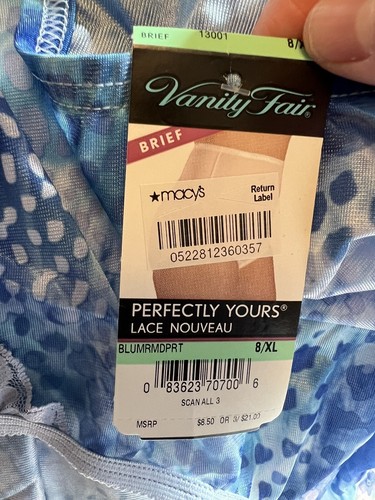 BRIEF 13001 8/X
Vanity Fair®
BRIEF
★macy's Return
Label
0522812360357
PERFECTLY YOURS®
LACE NOUVEAU
BLUMRMDPRT 8/XL
0 83623 70700 6
SCAN ALL 3
MSRP $8.50 OR 3/ $21.00